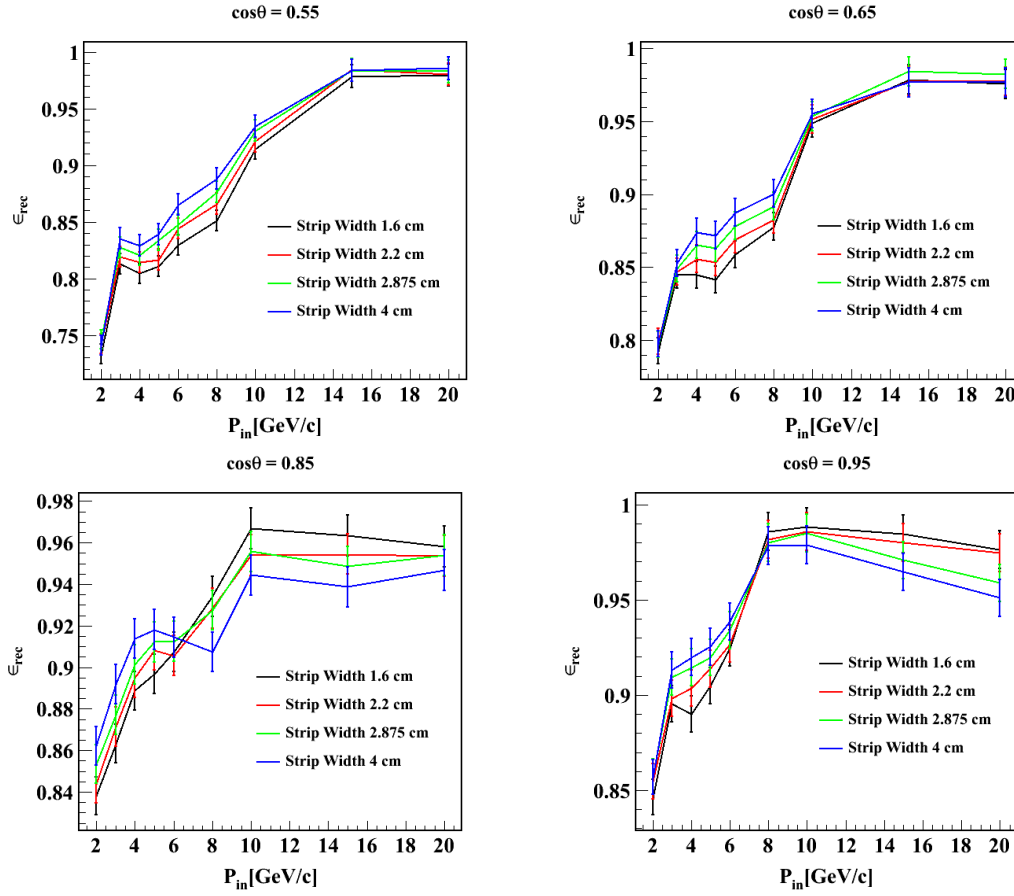 cosθ = 0.55
1
0.95
0.9
0.85
0.8
0.75
ϵrec
Strip Width 1.6 cm
Strip Width 2.2 cm
Strip Width 2.875 cm
Strip Width 4 cm
2 4 6 8 10 12 14 16 18 20
Pin[GeV/c]
cosθ = 0.65
1
0.95
0.9
0.85
0.8
ϵrec
Strip Width 1.6 cm
Strip Width 2.2 cm
Strip Width 2.875 cm
Strip Width 4 cm
2 4 6 8 10 12 14 16 18 20
Pin[GeV/c]
cosθ = 0.85
0.98
0.96
0.94
0.92
0.9
0.88
0.86
0.84
ϵrec
Strip Width 1.6 cm
Strip Width 2.2 cm
Strip Width 2.875 cm
Strip Width 4 cm
2 4 6 8 10 12 14 16 18 20
Pin[GeV/c]
cosθ = 0.95
1
0.95
0.9
0.85
ϵrec
Strip Width 1.6 cm
Strip Width 2.2 cm
Strip Width 2.875 cm
Strip Width 4 cm
2 4 6 8 10 12 14 16 18 20
Pin[GeV/c]